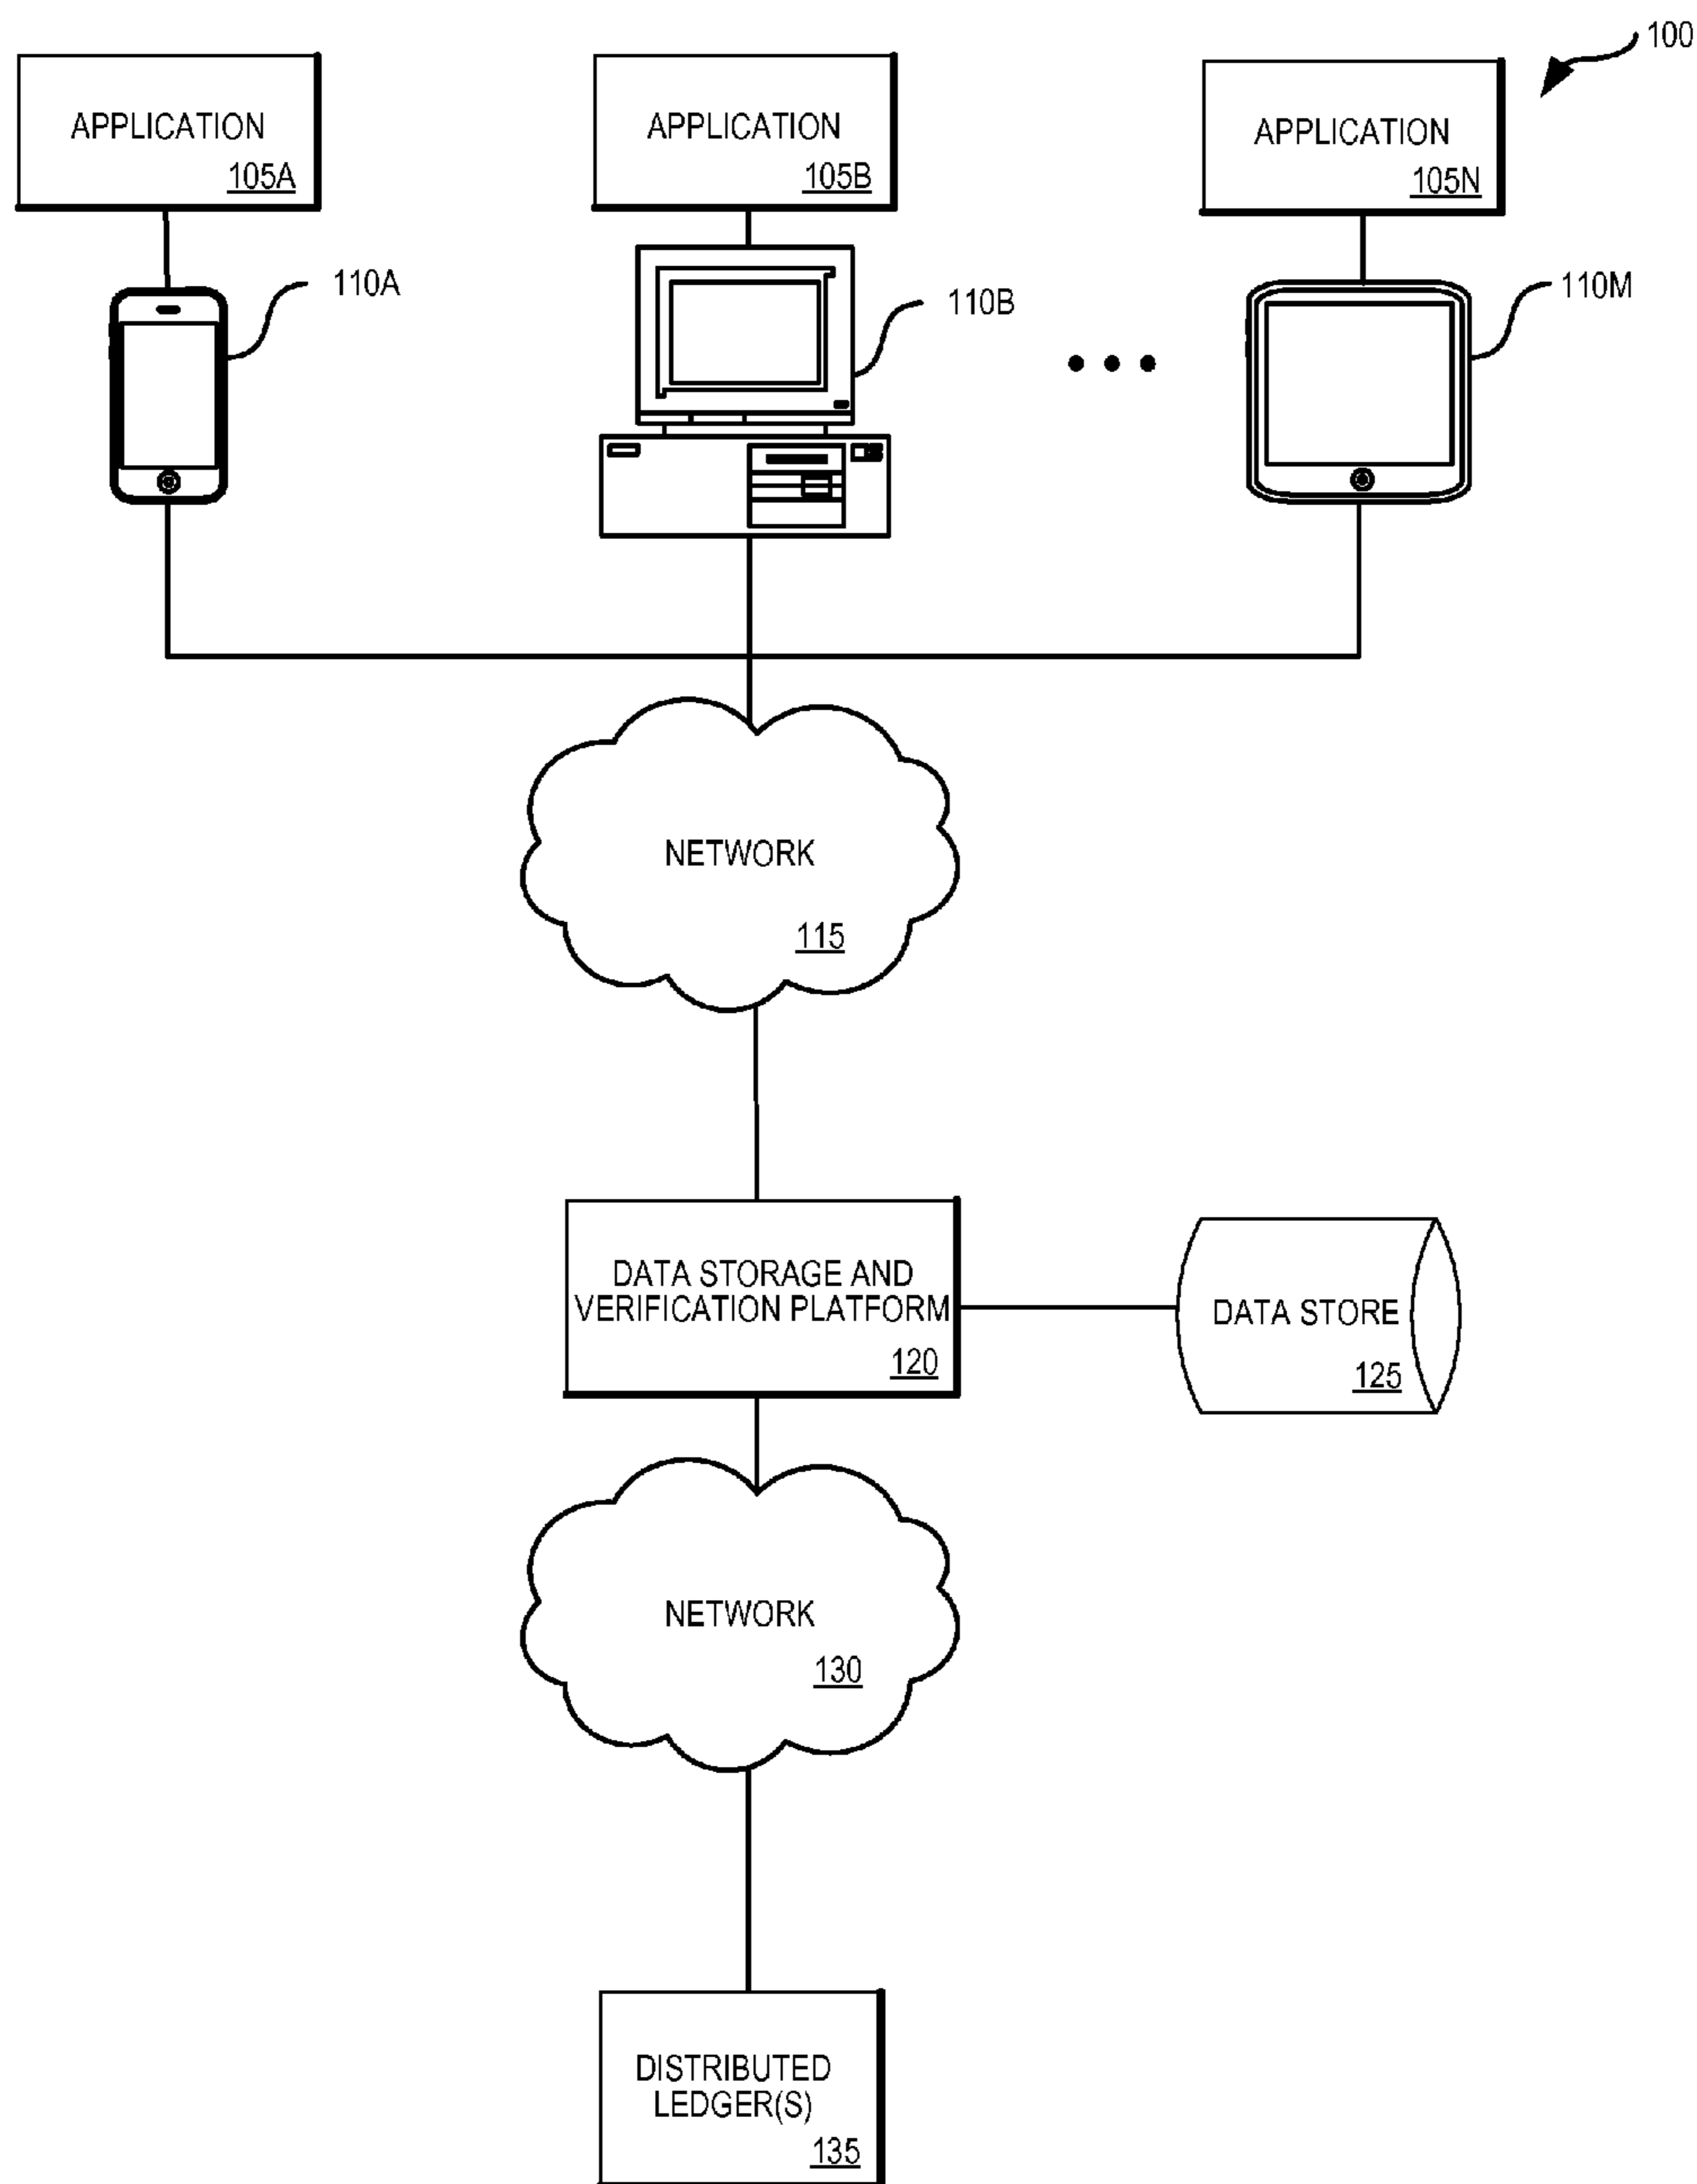 100
APPLICATION
105A
APPLICATION
105B
APPLICATION
105N
110A
110B
110M
NETWORK
115
DATA STORAGE AND
VERIFICATION PLATFORM
120
DATA STORE
125
NETWORK
130
DISTRIBUTED
LEDGER(S)
135